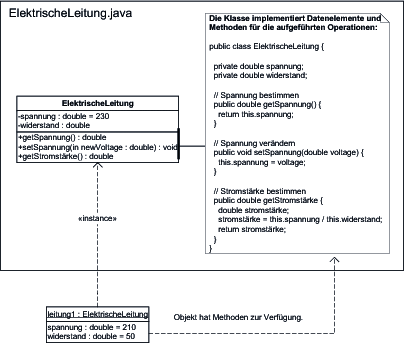 ElektrischeLeitung.java
Die Klasse implementiert Datenelemente und
Methoden für die aufgeführten Operationen:
public class ElektrischeLeitung {
private double spannung;
private double widerstand;
// Spannung bestimmen
public double getSpannung() {
return this.spannung;
}
// Spannung verändern
public void setSpannung(double voltage) {
this.spannung = voltage;
}
// Stromstärke bestimmen
public double getStromstärke {
double stromstärke;
stromstärke = this.spannung / this.widerstand;
return stromstärke;
}
}
ElektrischeLeitung
-spannung : double = 230
-widerstand : double
+getSpannung() : double
+setSpannung(in newVoltage : double) : void
+getStromstärke() : double
«instance»
leitung1 : ElektrischeLeitung
spannung : double = 210
widerstand : double = 50
Objekt hat Methoden zur Verfügung.